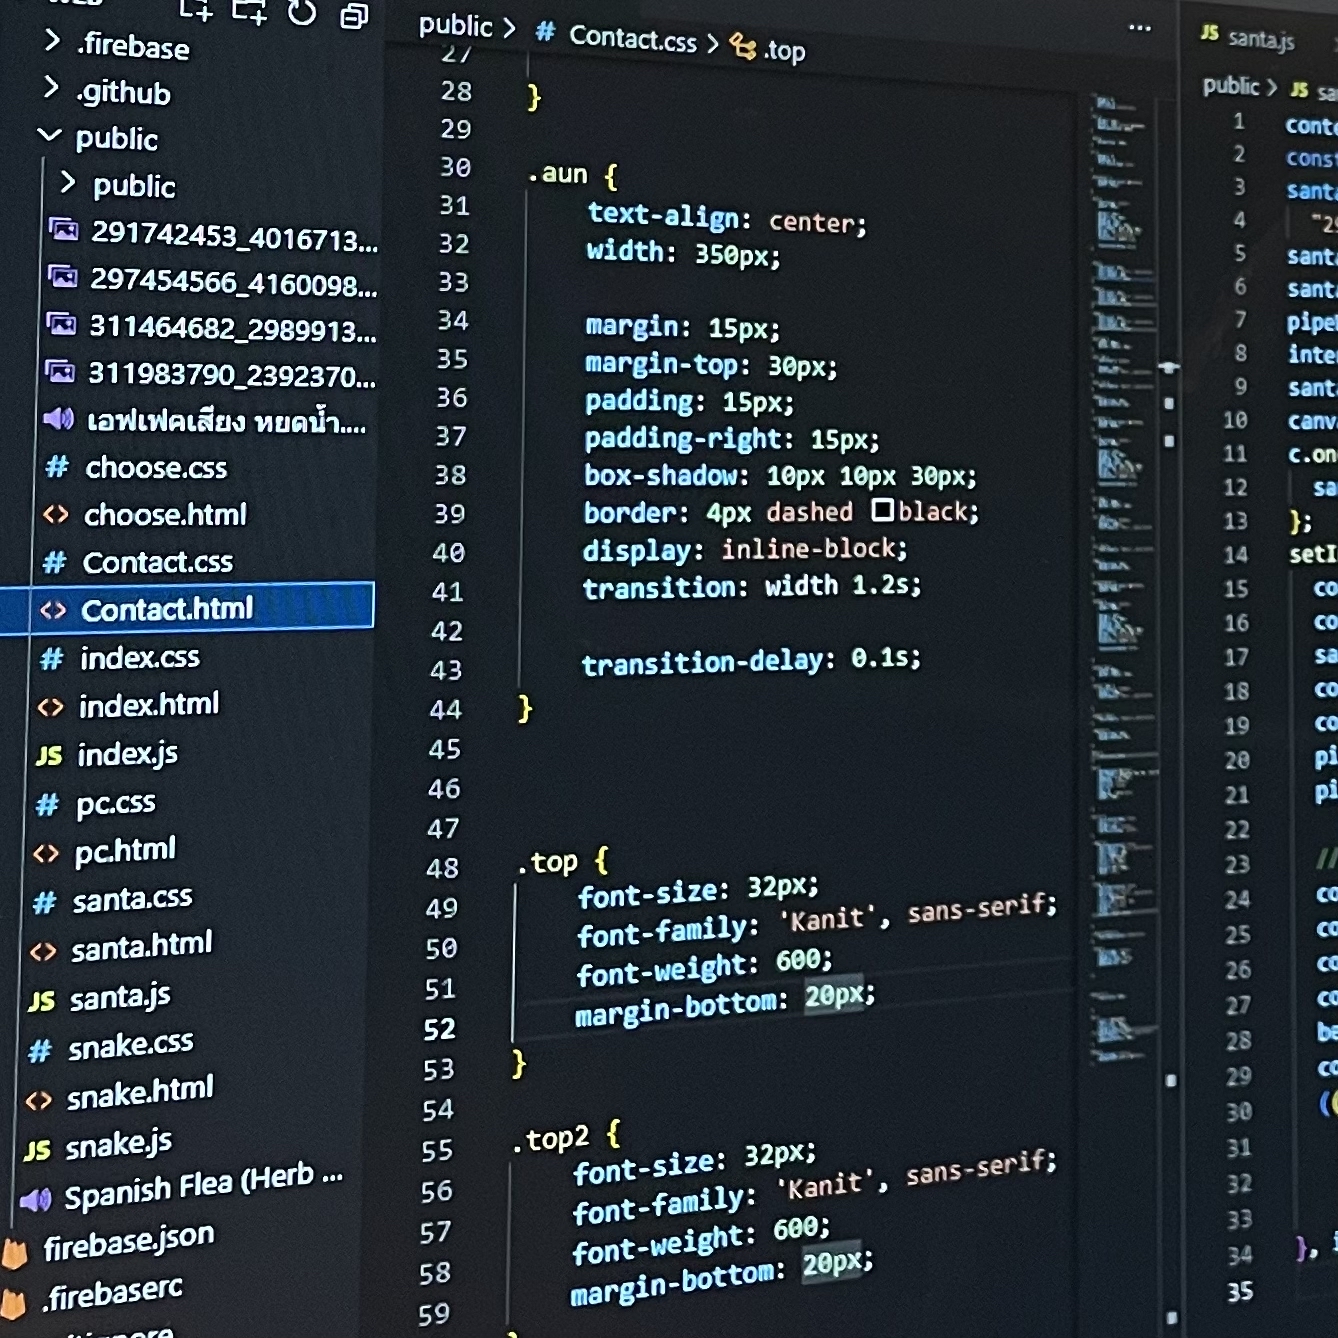 .firebase
.github
public
public
291742453_4016713...
297454566_4160098...
311464682_2989913...
311983790_2392370...
เอฟเฟคเสียง หยดน้ำ....
# choose.css
<> choose.html
# Contact.css
<> Contact.html
# index.css
<> index.html
JS index.js
# pc.css
<> pc.html
# santa.css
<> santa.html
JS santa.js
# snake.css
<> snake.html
JS snake.js
Spanish Flea (Herb ...
firebase.json
.firebaserc
public > # Contact.css > .top
...
27
28 }
29
30 .aun {
31 text-align: center;
32 width: 350px;
33
34 margin: 15px;
35 margin-top: 30px;
36 padding: 15px;
37 padding-right: 15px;
38 box-shadow: 10px 10px 30px;
39 border: 4px dashed black;
40 display: inline-block;
41 transition: width 1.2s;
42
43 transition-delay: 0.1s;
44 }
45
46
47
48 .top {
49 font-size: 32px;
50 font-family: 'Kanit', sans-serif;
51 font-weight: 600;
52 margin-bottom: 20px;
53 }
54
55 .top2 {
56 font-size: 32px;
57 font-family: 'Kanit', sans-serif;
58 font-weight: 600;
59 margin-bottom: 20px;
JS santa.js
public > JS sa
1 conte
2 const
3 santa
4 "29
5 santa
6 santa
7 pipe
8 inte
9 santa
10 canv
11 c.on
12 sa
13 };
14 setI
15 co
16 co
17 sa
18 co
19 co
20 pi
21 pi
22
23 //
24 co
25 co
26 co
27 co
28 ba
29 co
30 (
31
32
33
34 }, i
35